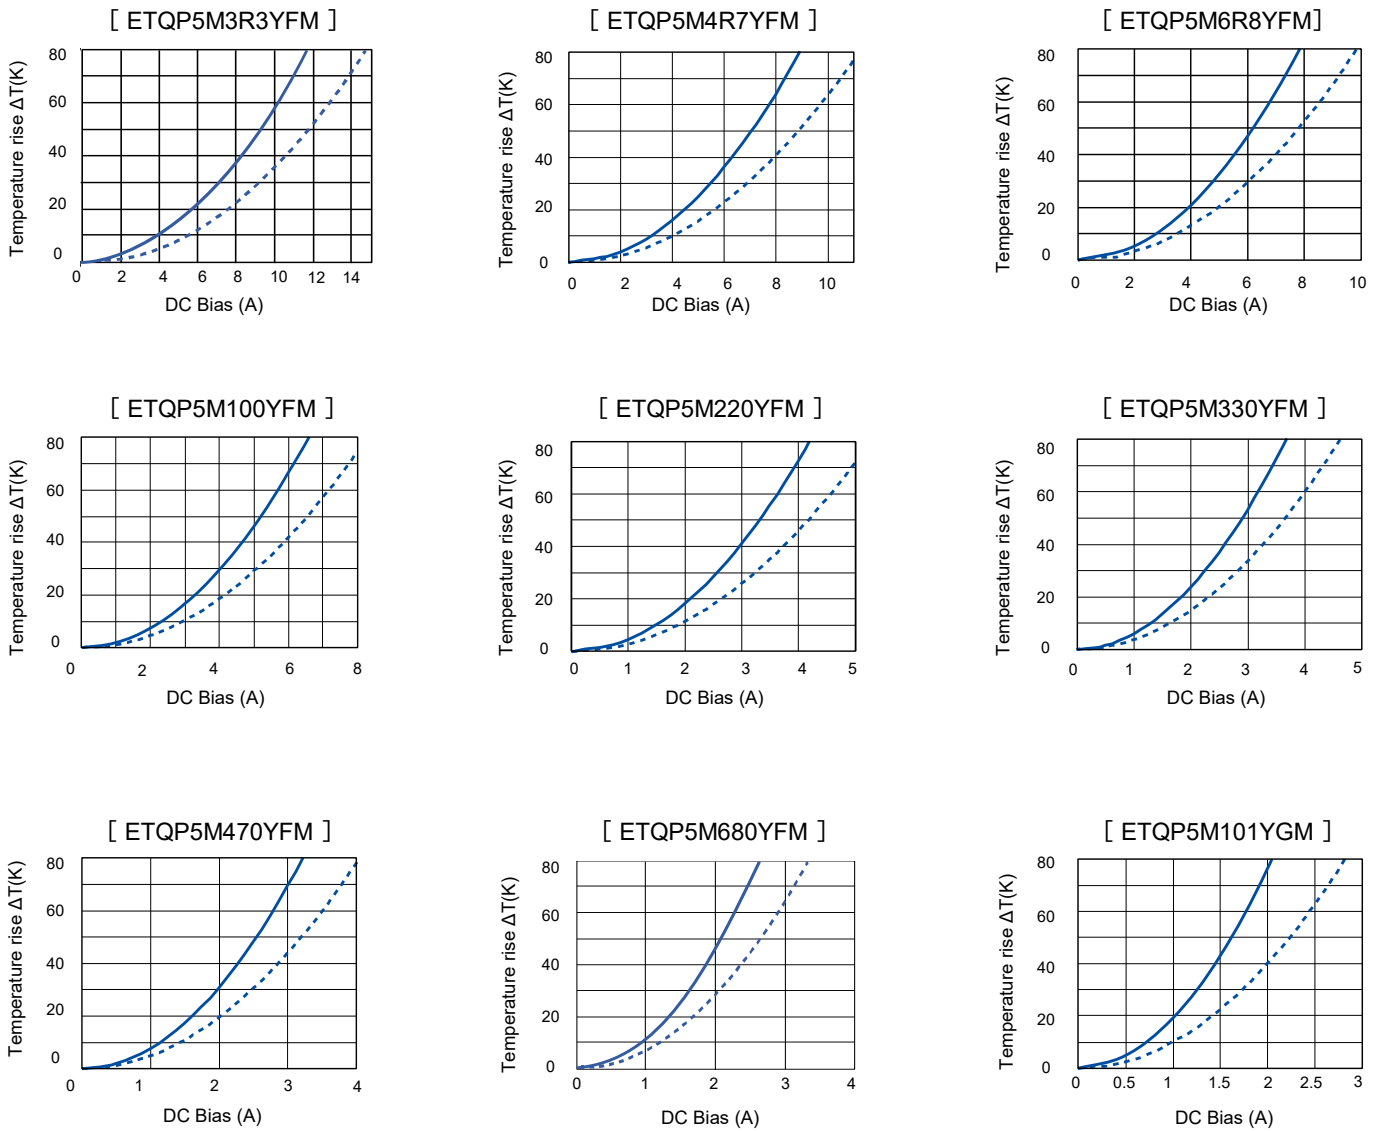 [ ETQP5M3R3YFM ]
Temperature rise ΔT(K)
80
60
40
20
0
0 2 4 6 8 10 12 14
DC Bias (A)
[ ETQP5M4R7YFM ]
Temperature rise ΔT(K)
80
60
40
20
0
0 2 4 6 8 10
DC Bias (A)
[ ETQP5M6R8YFM]
Temperature rise ΔT(K)
80
60
40
20
0
0 2 4 6 8 10
DC Bias (A)
[ ETQP5M100YFM ]
Temperature rise ΔT(K)
80
60
40
20
0
0 2 4 6 8
DC Bias (A)
[ ETQP5M220YFM ]
Temperature rise ΔT(K)
80
60
40
20
0
0 1 2 3 4 5
DC Bias (A)
[ ETQP5M330YFM ]
Temperature rise ΔT(K)
80
60
40
20
0
0 1 2 3 4 5
DC Bias (A)
[ ETQP5M470YFM ]
Temperature rise ΔT(K)
80
60
40
20
0
0 1 2 3 4
DC Bias (A)
[ ETQP5M680YFM ]
Temperature rise ΔT(K)
80
60
40
20
0
0 1 2 3 4
DC Bias (A)
[ ETQP5M101YGM ]
Temperature rise ΔT(K)
80
60
40
20
0
0 0.5 1 1.5 2 2.5 3
DC Bias (A)